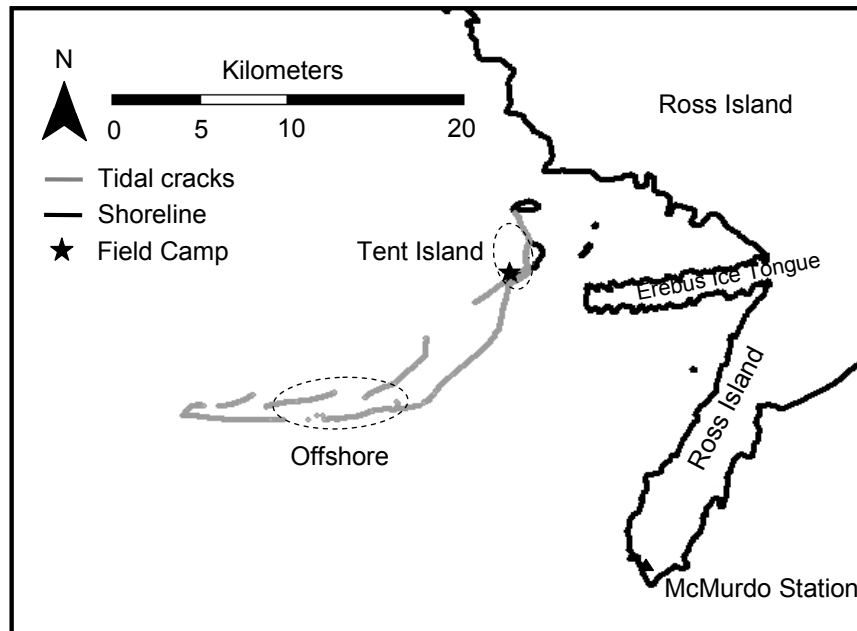 N
Kilometers
0 5 10 20
Ross Island
Tidal cracks
Shoreline
Field Camp
Tent Island
Erebus Ice Tongue
Ross Island
Offshore
McMurdo Station